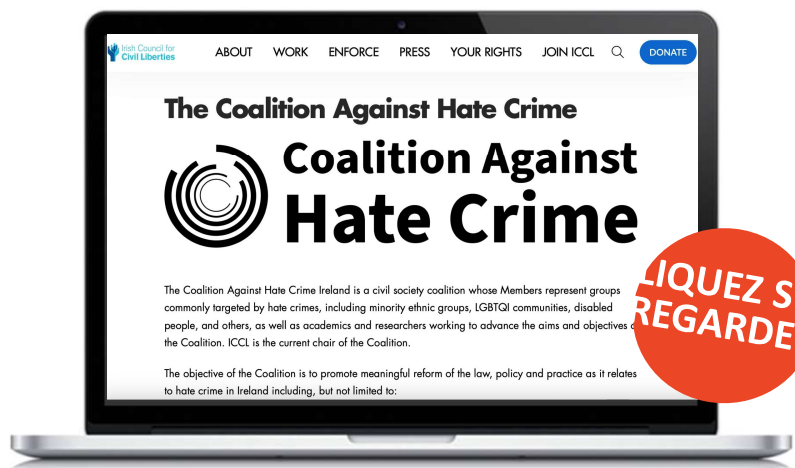 Irish Council for
Civil Liberties
ABOUT WORK ENFORCE PRESS YOUR RIGHTS JOIN ICCL DONATE
The Coalition Against Hate Crime
Coalition Against
Hate Crime
The Coalition Against Hate Crime Ireland is a civil society coalition whose Members represent groups
commonly targeted by hate crimes, including minority ethnic groups, LGBTQI communities, disabled
people, and others, as well as academics and researchers working to advance the aims and objectives
the Coalition. ICCL is the current chair of the Coalition.
The objective of the Coalition is to promote meaningful reform of the law, policy and practice as it relates
to hate crime in Ireland including, but not limited to:
LIQUEZ S
REGARDE